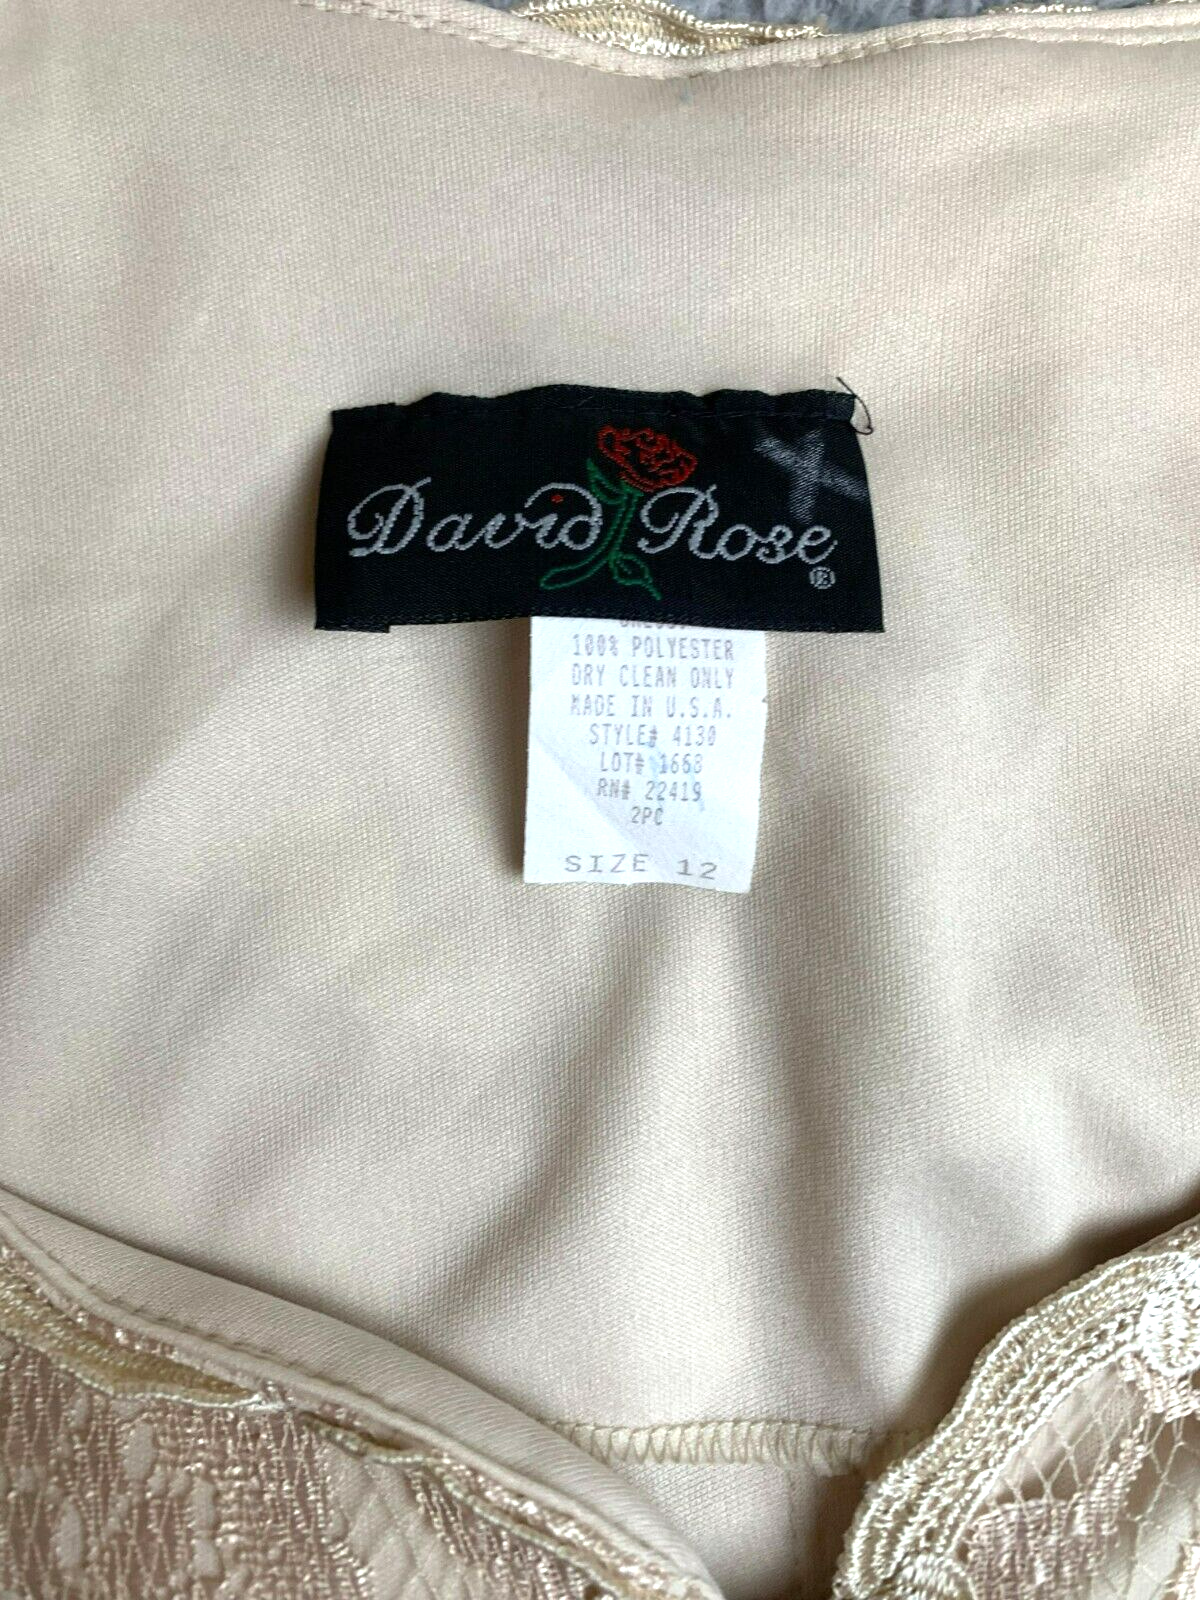 David Rose
®
100% POLYESTER
DRY CLEAN ONLY
MADE IN U.S.A.
STYLE# 4130
LOT# 1668
RN# 22419
2PC
SIZE 12